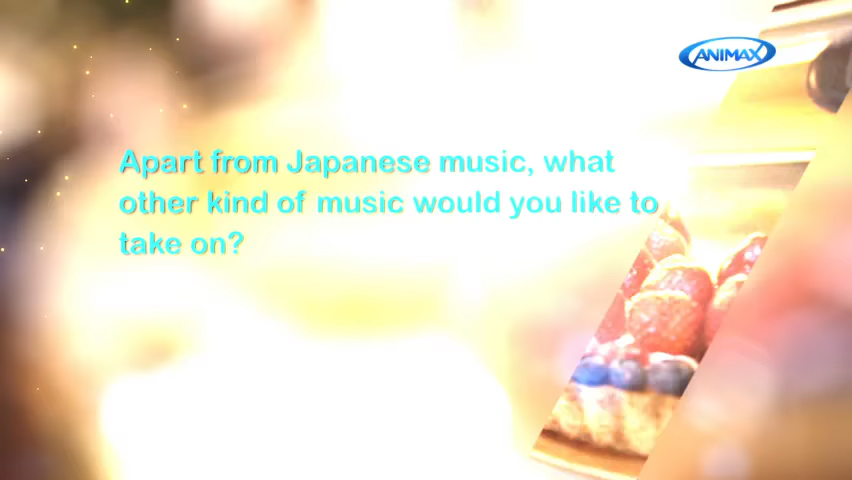 ANIMAX
Apart from Japanese music, what
other kind of music would you like to
take on?